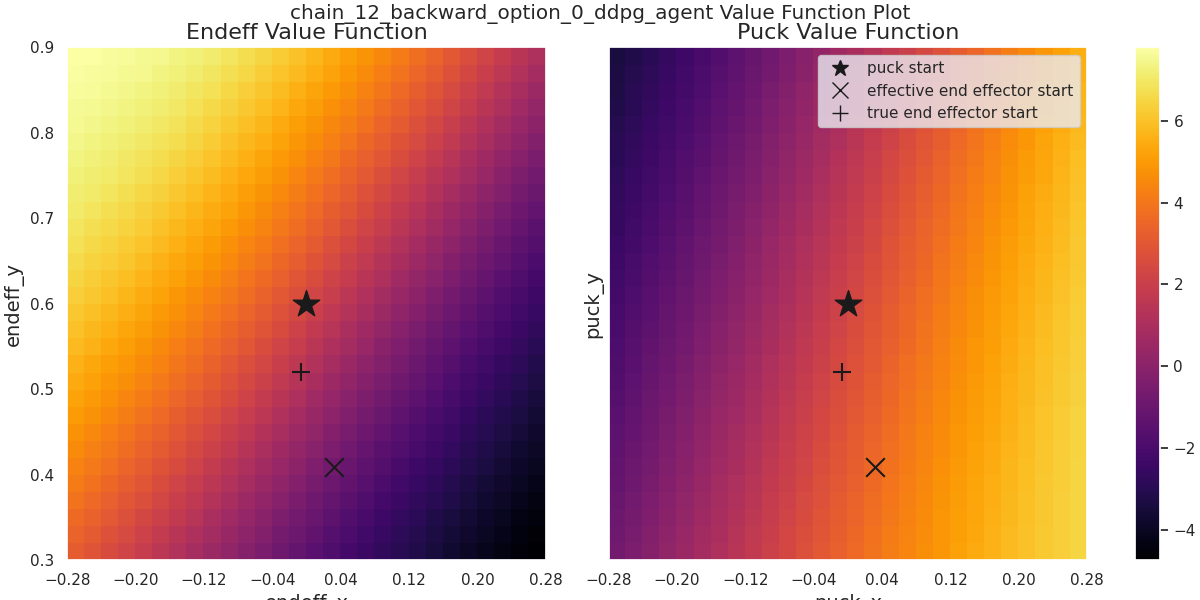 chain_12_backward_option_0_ddpg_agent Value Function Plot
Endeff Value Function
Puck Value Function
puck start
effective end effector start
true end effector start
endeff_y
0.9
0.8
0.7
0.6
0.5
0.4
0.3
−0.28 −0.20 −0.12 −0.04 0.04 0.12 0.20 0.28
endeff_x
puck_y
−0.28 −0.20 −0.12 −0.04 0.04 0.12 0.20 0.28
puck_x
6
4
2
0
−2
−4